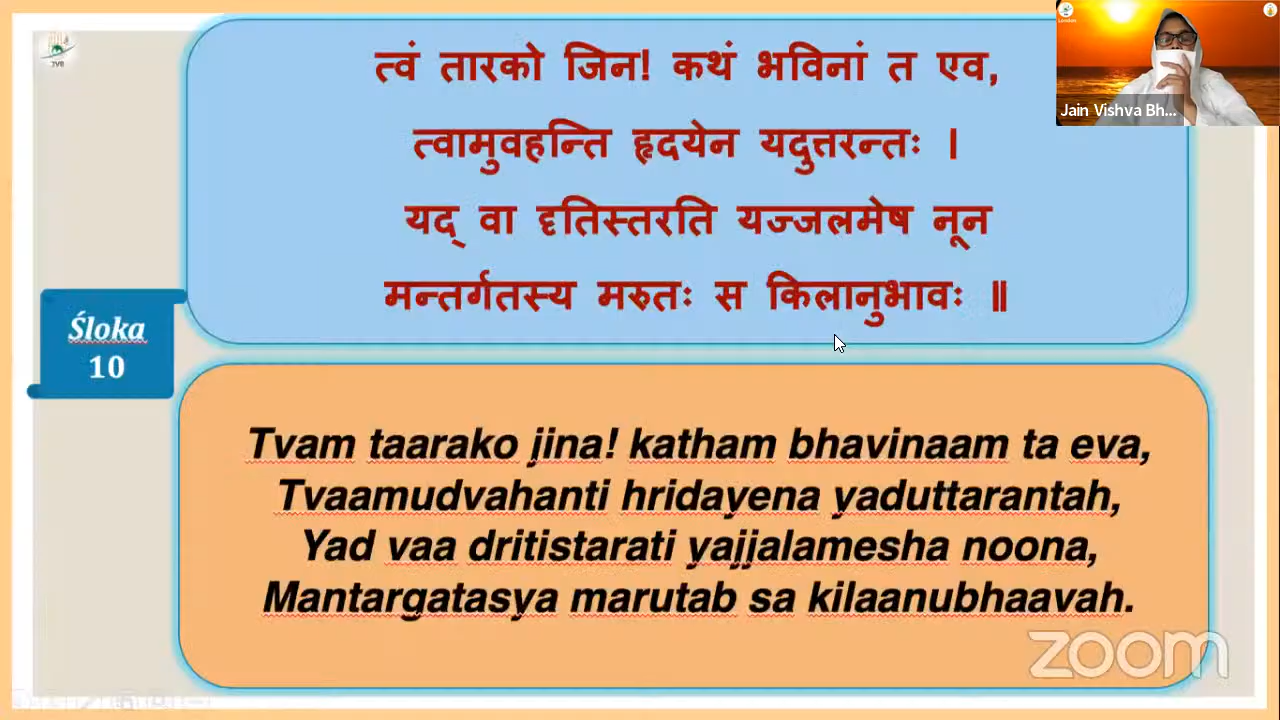 त्वं तारको जिन! कथं भविनां त एव,
त्वामुवहन्ति हृदयेन यदुत्तरन्तः ।
यद् वा दृतिस्तरति यज्जलमेष नून
मन्तर्गतस्य मरुतः स किलानुभावः ॥
Śloka
10
Tvam taarako jina! katham bhavinaam ta eva,
Tvaamudvahanti hridayena yaduttarantah,
Yad vaa dritistarati yajjalamesha noona,
Mantargatasya marutab sa kilaanubhaavah.
Jain Vishva Bh...
JVB
zoom